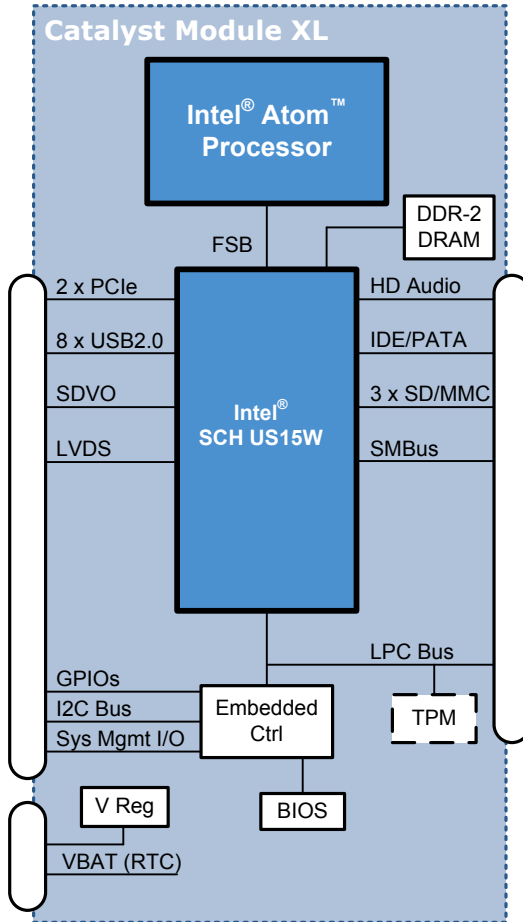 Catalyst Module XL
Intel® Atom™
Processor
DDR-2
DRAM
FSB
2 x PCIe
HD Audio
8 x USB2.0
IDE/PATA
SDVO
3 x SD/MMC
Intel®
SCH US15W
LVDS
SMBus
LPC Bus
GPIOs
I2C Bus
Sys Mgmt I/O
Embedded
Ctrl
TPM
V Reg
BIOS
VBAT (RTC)